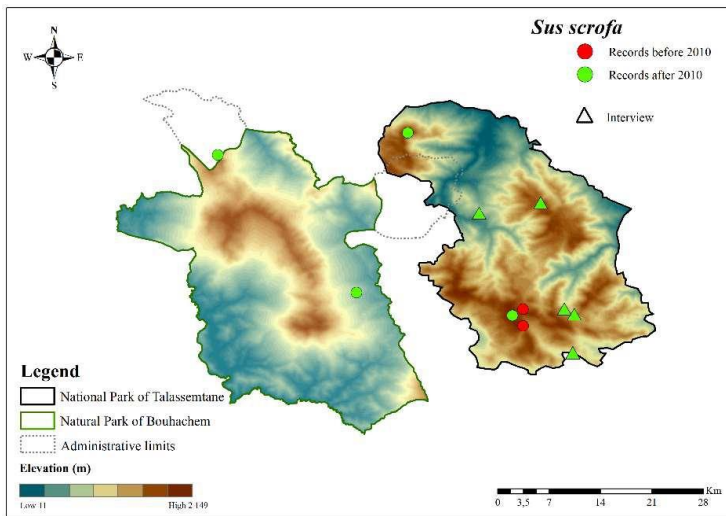 N
W E
S
Sus scrofa
Records before 2010
Records after 2010
Interview
Legend
National Park of Talassemtane
Natural Park of Bouhachem
Administrative limits
Elevation (m)
Low 11 High 2 149
Km
0 3,5 7 14 21 28